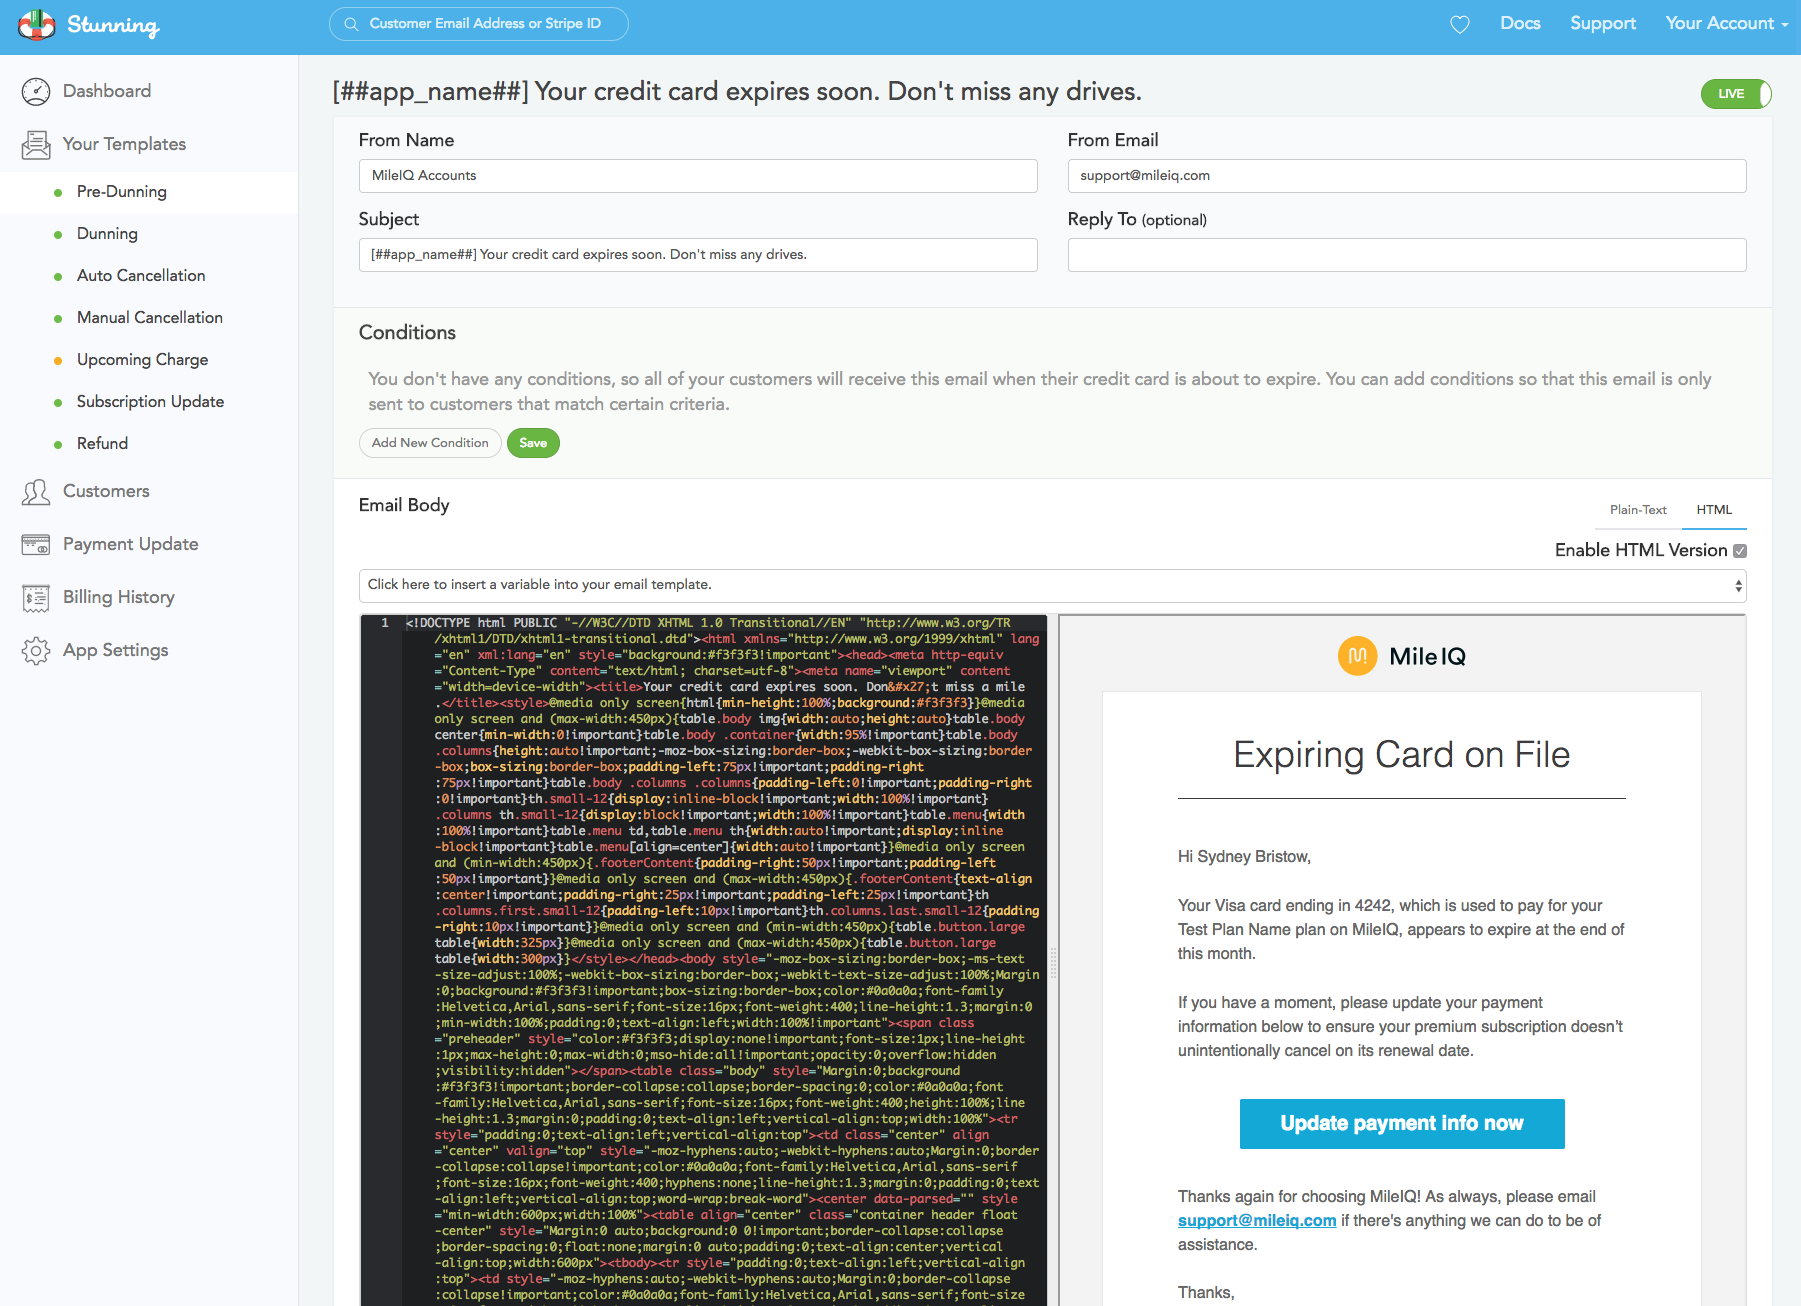 Stunning
Customer Email Address or Stripe ID
Docs
Support
Your Account
Dashboard
Your Templates
Pre-Dunning
Dunning
Auto Cancellation
Manual Cancellation
Upcoming Charge
Subscription Update
Refund
Customers
Payment Update
Billing History
App Settings
[##app_name##] Your credit card expires soon. Don't miss any drives.
LIVE
From Name
MileIQ Accounts
From Email
support@mileiq.com
Subject
[##app_name##] Your credit card expires soon. Don't miss any drives.
Reply To (optional)
Conditions
You don't have any conditions, so all of your customers will receive this email when their credit card is about to expire. You can add conditions so that this email is only
sent to customers that match certain criteria.
Add New Condition
Save
Email Body
Plain-Text
HTML
Enable HTML Version
Click here to insert a variable into your email template.
1
<!DOCTYPE html PUBLIC "-//W3C//DTD XHTML 1.0 Transitional//EN" "http://www.w3.org/TR
/xhtml1/DTD/xhtml1-transitional.dtd"><html xmlns="http://www.w3.org/1999/xhtml" lang
="en" xml:lang="en" style="background:#f3f3f3!important"><head><meta http-equiv
="Content-Type" content="text/html; charset=utf-8"><meta name="viewport" content
="width=device-width"><title>Your credit card expires soon. Don&#x27;t miss a mile
.</title><style>@media only screen{html{min-height:100%;background:#f3f3f3}}@media
only screen and (max-width:450px){table.body img{width:auto;height:auto}table.body
center{min-width:0!important}table.body .container{width:95%!important}table.body
.columns{height:auto!important;-moz-box-sizing:border-box;-webkit-box-sizing:border
-box;box-sizing:border-box;padding-left:75px!important;padding-right
:75px!important}table.body .columns .columns{padding-left:0!important;padding-right
:0!important}th.small-12{display:inline-block!important;width:100%!important}
.columns th.small-12{display:block!important;width:100%!important}table.menu{width
:100%!important}table.menu td,table.menu th{width:auto!important;display:inline
-block!important}table.menu[align=center]{width:auto!important}}@media only screen
and (min-width:450px){.footerContent{padding-right:50px!important;padding-left
:50px!important}}@media only screen and (max-width:450px){.footerContent{text-align
:center!important;padding-right:25px!important;padding-left:25px!important}th
.columns.first.small-12{padding-left:10px!important}th.columns.last.small-12{padding
-right:10px!important}}@media only screen and (min-width:450px){table.button.large
table{width:325px}}@media only screen and (max-width:450px){table.button.large
table{width:300px}}</style></head><body style="-moz-box-sizing:border-box;-ms-text
-size-adjust:100%;-webkit-box-sizing:border-box;-webkit-text-size-adjust:100%;Margin
:0;background:#f3f3f3!important;box-sizing:border-box;color:#0a0a0a;font-family
:Helvetica,Arial,sans-serif;font-size:16px;font-weight:400;line-height:1.3;margin:0
;min-width:100%;padding:0;text-align:left;width:100%!important"><span class
="preheader" style="color:#f3f3f3;display:none!important;font-size:1px;line-height
:1px;max-height:0;max-width:0;mso-hide:all!important;opacity:0;overflow:hidden
;visibility:hidden"></span><table class="body" style="Margin:0;background
:#f3f3f3!important;border-collapse:collapse;border-spacing:0;color:#0a0a0a;font
-family:Helvetica,Arial,sans-serif;font-size:16px;font-weight:400;height:100%;line
-height:1.3;margin:0;padding:0;text-align:left;vertical-align:top;width:100%"><tr
style="padding:0;text-align:left;vertical-align:top"><td class="center" align
="center" valign="top" style="-moz-hyphens:auto;-webkit-hyphens:auto;Margin:0;border
-collapse:collapse!important;color:#0a0a0a;font-family:Helvetica,Arial,sans-serif
;font-size:16px;font-weight:400;hyphens:none;line-height:1.3;margin:0;padding:0;text
-align:left;vertical-align:top;word-wrap:break-word"><center data-parsed="" style
="min-width:600px;width:100%"><table align="center" class="container header float
-center" style="Margin:0 auto;background:0 0!important;border-collapse:collapse
;border-spacing:0;float:none;margin:0 auto;padding:0;text-align:center;vertical
-align:top;width:600px"><tbody><tr style="padding:0;text-align:left;vertical-align
:top"><td style="-moz-hyphens:auto;-webkit-hyphens:auto;Margin:0;border-collapse
:collapse!important;color:#0a0a0a;font-family:Helvetica,Arial,sans-serif;font-size
MileIQ
Expiring Card on File
Hi Sydney Bristow,
Your Visa card ending in 4242, which is used to pay for your
Test Plan Name plan on MileIQ, appears to expire at the end of
this month.
If you have a moment, please update your payment
information below to ensure your premium subscription doesn't
unintentionally cancel on its renewal date.
Update payment info now
Thanks again for choosing MileIQ! As always, please email
support@mileiq.com if there's anything we can do to be of
assistance.
Thanks,